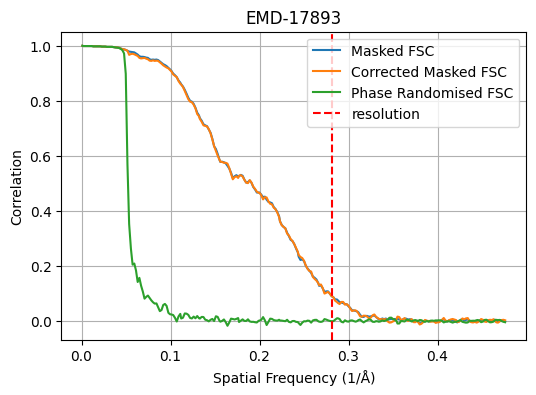 EMD-17893
Masked FSC
Corrected Masked FSC
Phase Randomised FSC
resolution
Correlation
1.0
0.8
0.6
0.4
0.2
0.0
0.0 0.1 0.2 0.3 0.4
Spatial Frequency (1/Å)